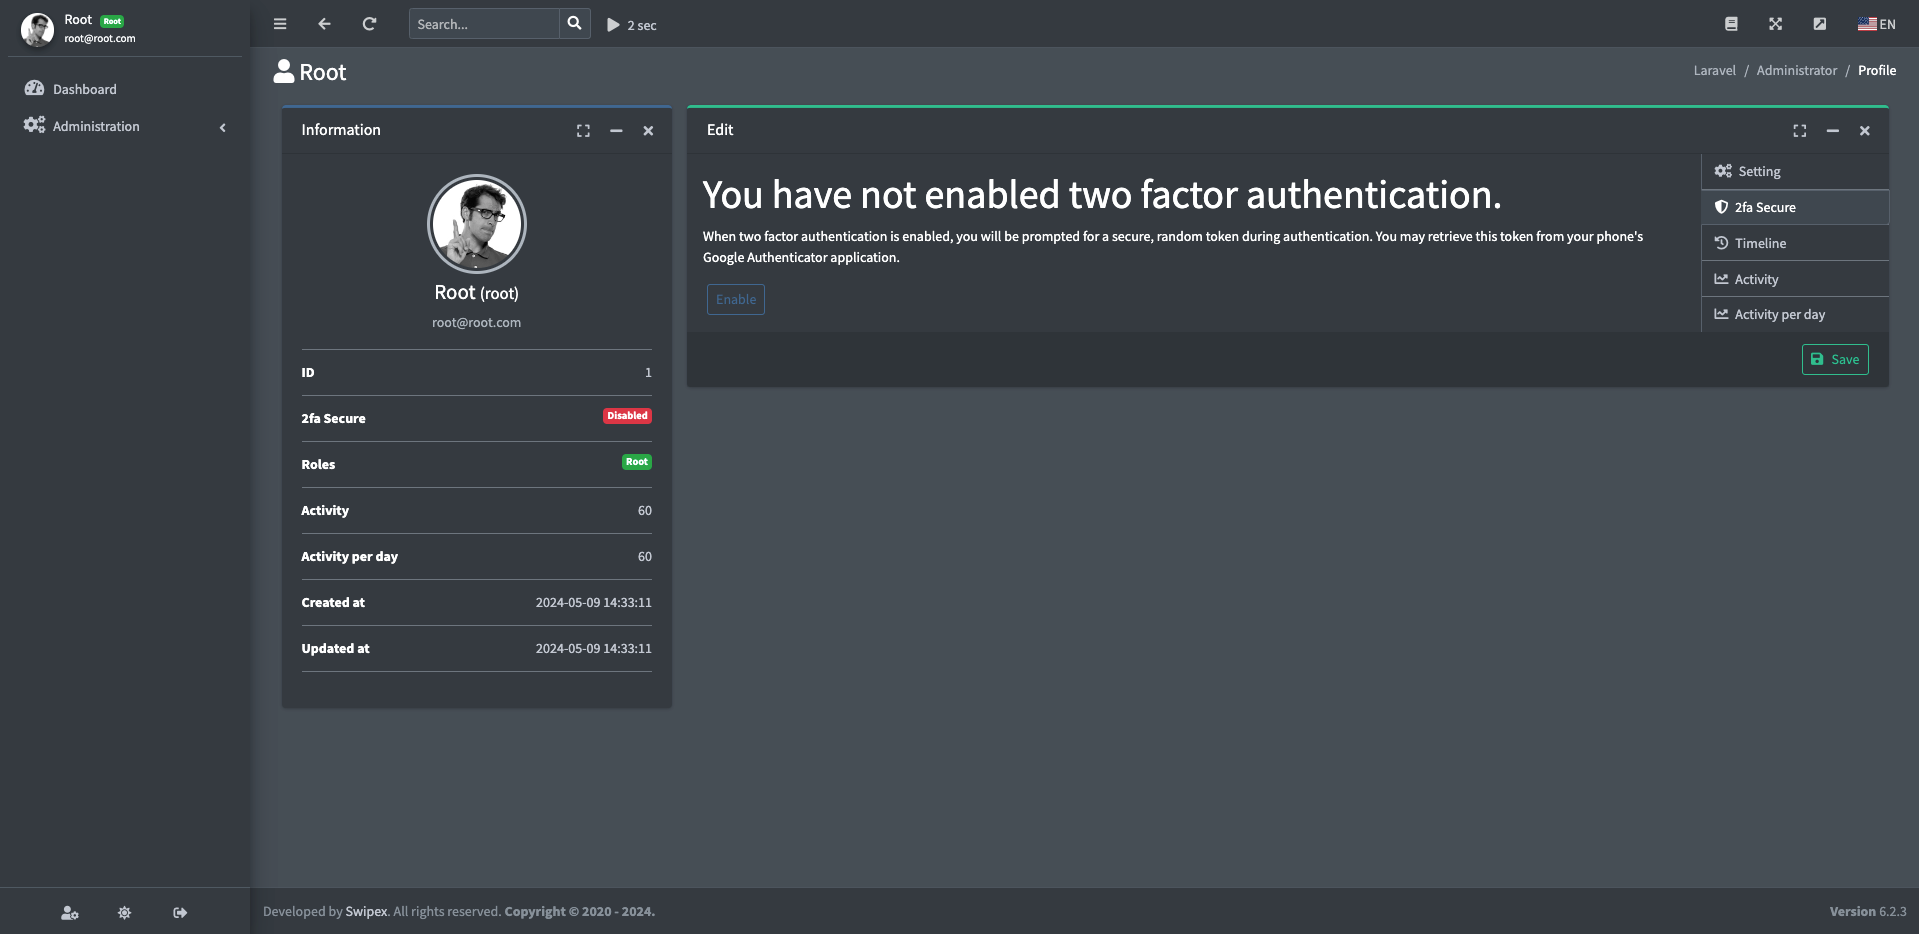 Root Root
root@root.com
Dashboard
Administration
Search...
2 sec
EN
Root
Laravel / Administrator / Profile
Information
Root (root)
root@root.com
ID 1
2fa Secure Disabled
Roles Root
Activity 60
Activity per day 60
Created at 2024-05-09 14:33:11
Updated at 2024-05-09 14:33:11
Edit
You have not enabled two factor authentication.
When two factor authentication is enabled, you will be prompted for a secure, random token during authentication. You may retrieve this token from your phone's
Google Authenticator application.
Enable
Setting
2fa Secure
Timeline
Activity
Activity per day
Save
Developed by Swipex. All rights reserved. Copyright © 2020 - 2024.
Version 6.2.3